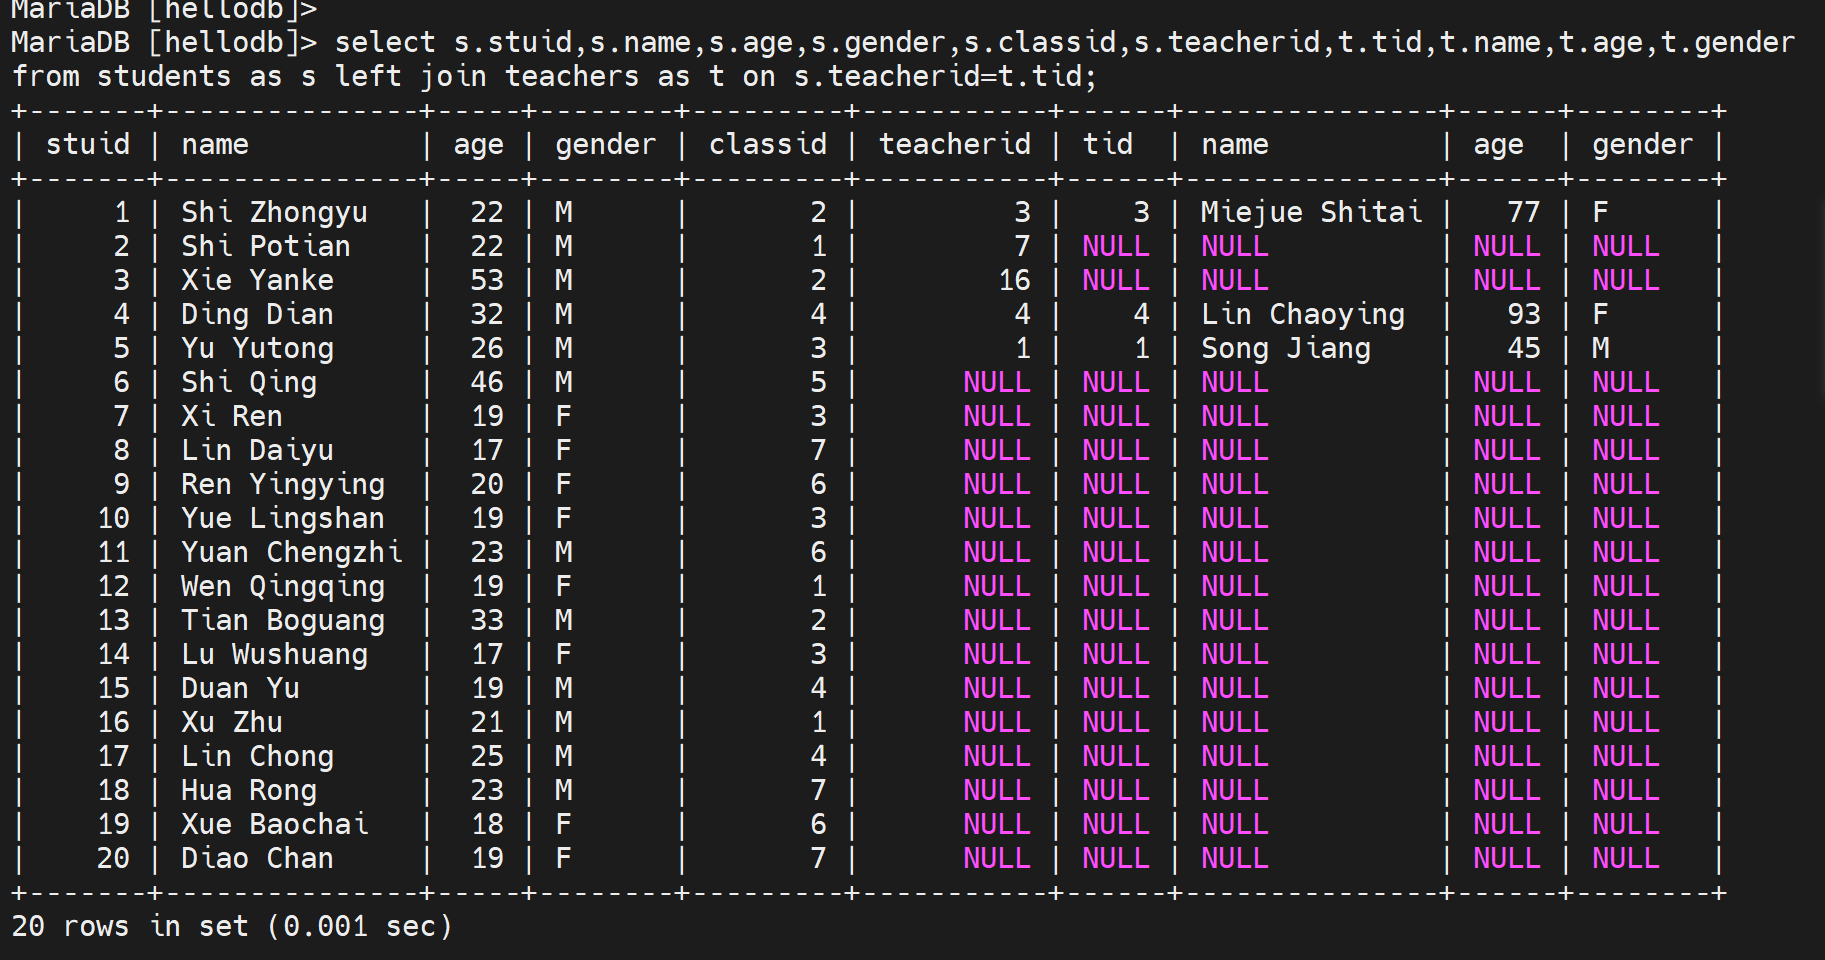 MariaDB [hellodb]>
MariaDB [hellodb]> select s.stuid,s.name,s.age,s.gender,s.classid,s.teacherid,t.tid,t.name,t.age,t.gender
from students as s left join teachers as t on s.teacherid=t.tid;
+-------+---------------+-----+--------+---------+-----------+------+---------------+------+--------+
| stuid | name          | age | gender | classid | teacherid | tid  | name          | age  | gender |
+-------+---------------+-----+--------+---------+-----------+------+---------------+------+--------+
|     1 | Shi Zhongyu   |  22 | M      |       2 |         3 |    3 | Miejue Shitai |   77 | F      |
|     2 | Shi Potian    |  22 | M      |       1 |         7 | NULL | NULL          | NULL | NULL   |
|     3 | Xie Yanke     |  53 | M      |       2 |        16 | NULL | NULL          | NULL | NULL   |
|     4 | Ding Dian     |  32 | M      |       4 |         4 |    4 | Lin Chaoying  |   93 | F      |
|     5 | Yu Yutong     |  26 | M      |       3 |         1 |    1 | Song Jiang    |   45 | M      |
|     6 | Shi Qing      |  46 | M      |       5 |      NULL | NULL | NULL          | NULL | NULL   |
|     7 | Xi Ren        |  19 | F      |       3 |      NULL | NULL | NULL          | NULL | NULL   |
|     8 | Lin Daiyu     |  17 | F      |       7 |      NULL | NULL | NULL          | NULL | NULL   |
|     9 | Ren Yingying  |  20 | F      |       6 |      NULL | NULL | NULL          | NULL | NULL   |
|    10 | Yue Lingshan  |  19 | F      |       3 |      NULL | NULL | NULL          | NULL | NULL   |
|    11 | Yuan Chengzhi |  23 | M      |       6 |      NULL | NULL | NULL          | NULL | NULL   |
|    12 | Wen Qingqing  |  19 | F      |       1 |      NULL | NULL | NULL          | NULL | NULL   |
|    13 | Tian Boguang  |  33 | M      |       2 |      NULL | NULL | NULL          | NULL | NULL   |
|    14 | Lu Wushuang   |  17 | F      |       3 |      NULL | NULL | NULL          | NULL | NULL   |
|    15 | Duan Yu       |  19 | M      |       4 |      NULL | NULL | NULL          | NULL | NULL   |
|    16 | Xu Zhu        |  21 | M      |       1 |      NULL | NULL | NULL          | NULL | NULL   |
|    17 | Lin Chong     |  25 | M      |       4 |      NULL | NULL | NULL          | NULL | NULL   |
|    18 | Hua Rong      |  23 | M      |       7 |      NULL | NULL | NULL          | NULL | NULL   |
|    19 | Xue Baochai   |  18 | F      |       6 |      NULL | NULL | NULL          | NULL | NULL   |
|    20 | Diao Chan     |  19 | F      |       7 |      NULL | NULL | NULL          | NULL | NULL   |
+-------+---------------+-----+--------+---------+-----------+------+---------------+------+--------+
20 rows in set (0.001 sec)